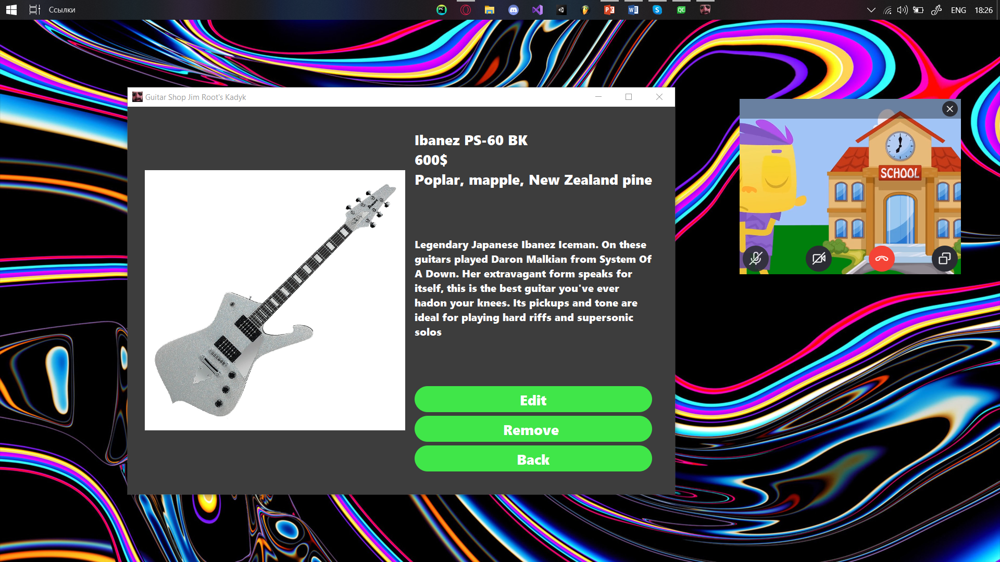 Ссылки
PC
QC
ENG
18:26
Guitar Shop Jim Root's Kadyk
Ibanez PS-60 BK
600$
Poplar, mapple, New Zealand pine
Legendary Japanese Ibanez Iceman. On these
guitars played Daron Malkian from System Of
A Down. Her extravagant form speaks for
itself, this is the best guitar you've ever
hadon your knees. Its pickups and tone are
ideal for playing hard riffs and supersonic
solos
Edit
Remove
Back
Ibanez
SCHOOL